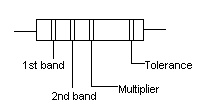 1st band
Tolerance
Multiplier
2nd band